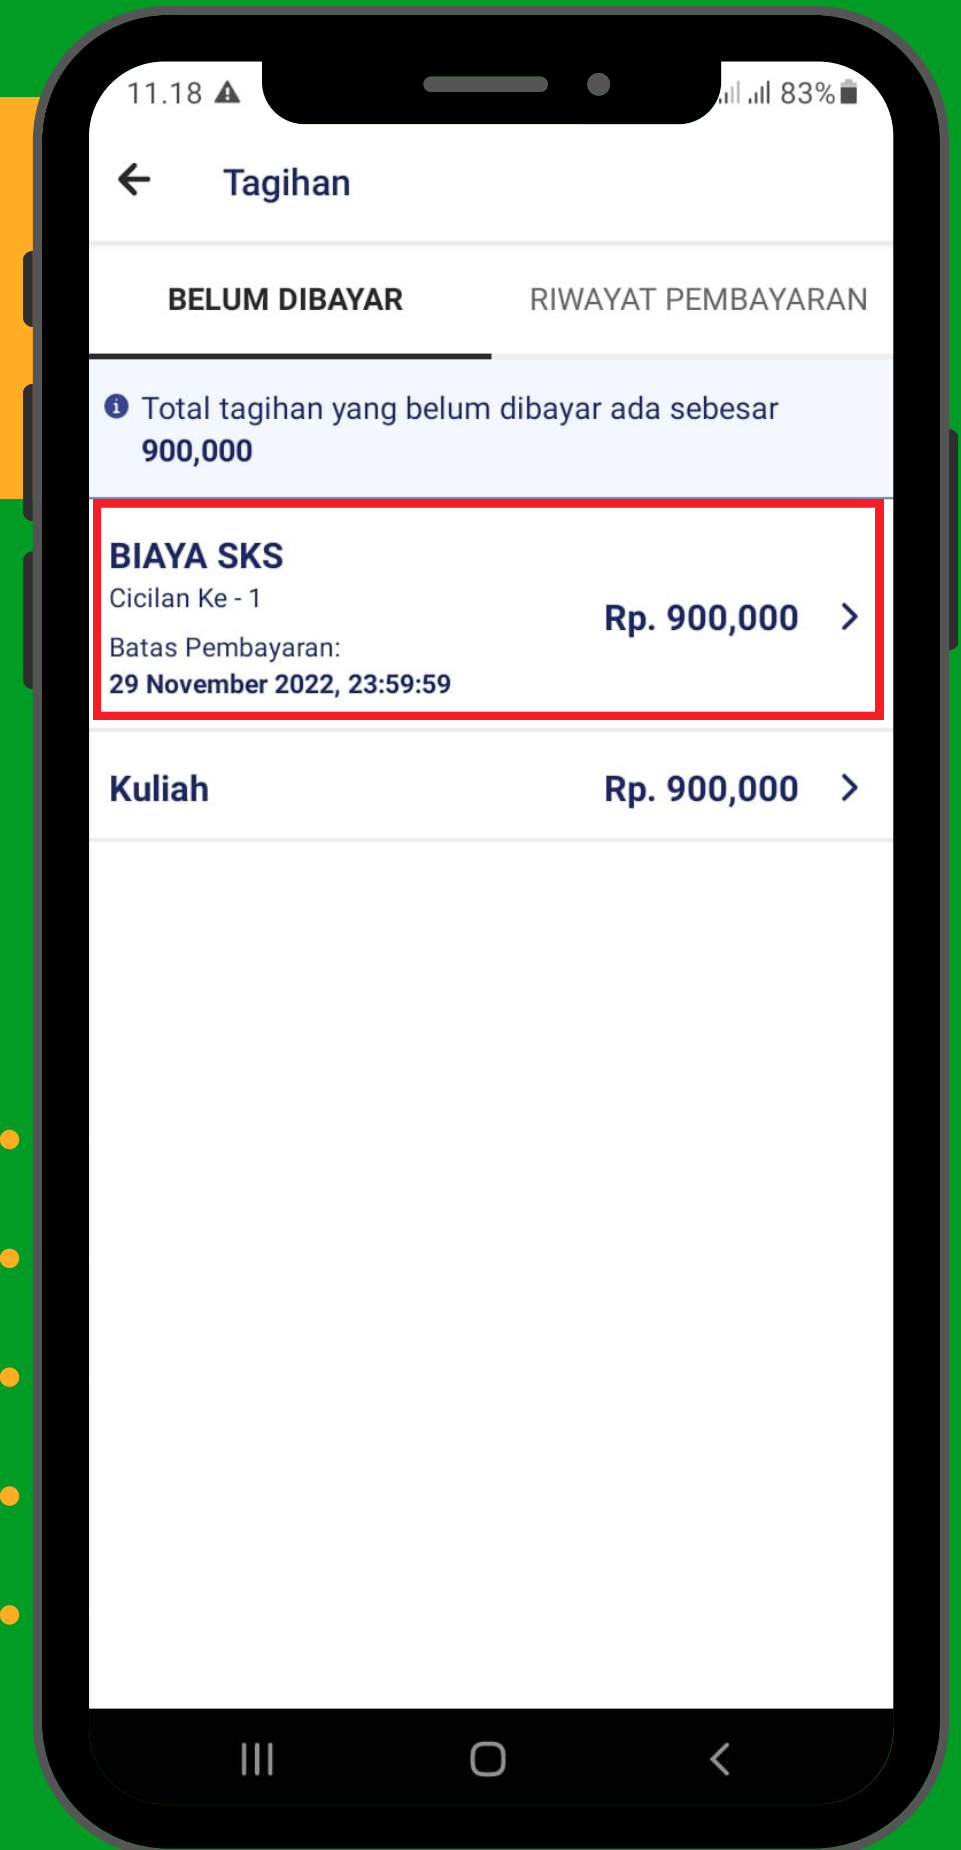 11.18
83%
Tagihan
BELUM DIBAYAR
RIWAYAT PEMBAYARAN
Total tagihan yang belum dibayar ada sebesar
900,000
BIAYA SKS
Cicilan Ke - 1
Rp. 900,000
Batas Pembayaran:
29 November 2022, 23:59:59
Kuliah
Rp. 900,000